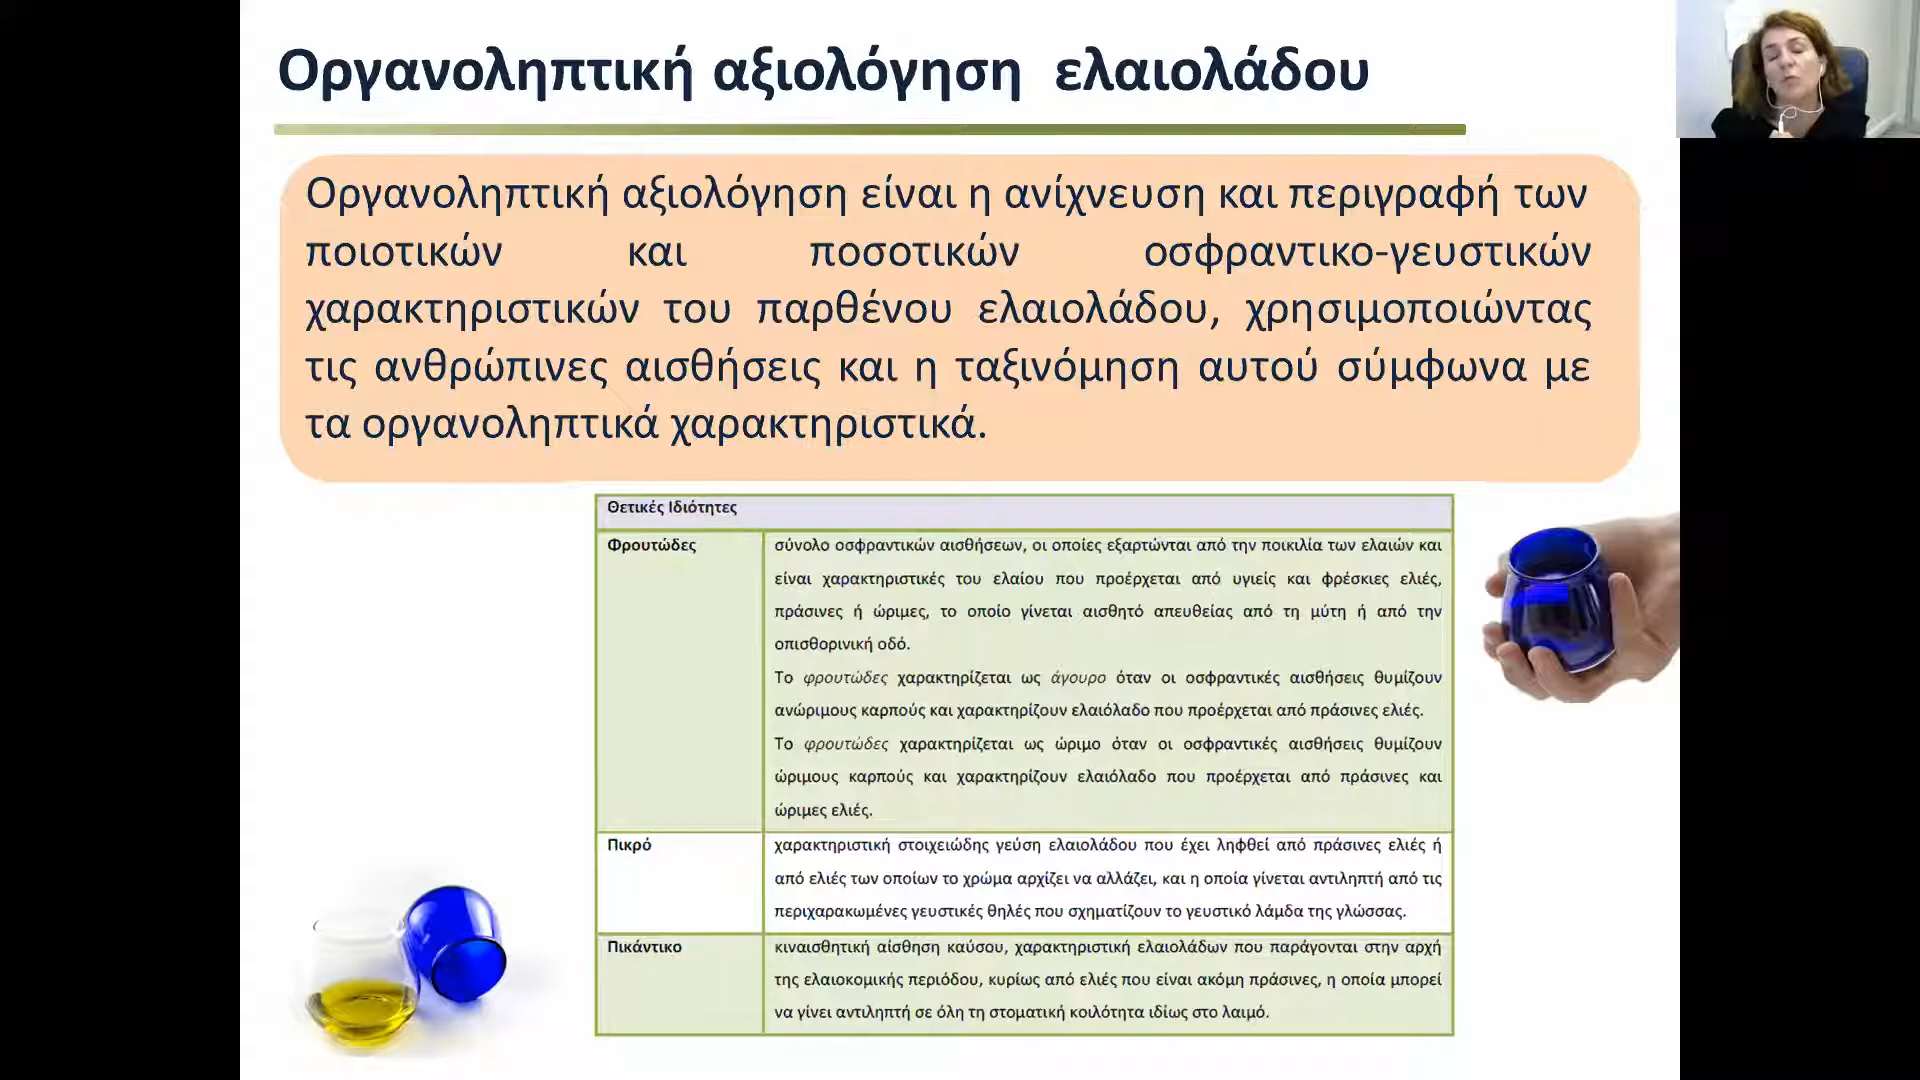 Οργανοληπτική αξιολόγηση ελαιολάδου
Οργανοληπτική αξιολόγηση είναι η ανίχνευση και περιγραφή των
ποιοτικών και ποσοτικών οσφραντικο-γευστικών
χαρακτηριστικών του παρθένου ελαιολάδου, χρησιμοποιώντας
τις ανθρώπινες αισθήσεις και η ταξινόμηση αυτού σύμφωνα με
τα οργανοληπτικά χαρακτηριστικά.
Θετικές Ιδιότητες
Φρουτώδες
σύνολο οσφραντικών αισθήσεων, οι οποίες εξαρτώνται από την ποικιλία των ελαιών και
είναι χαρακτηριστικές του ελαίου που προέρχεται από υγιείς και φρέσκιες ελιές,
πράσινες ή ώριμες, το οποίο γίνεται αισθητό απευθείας από τη μύτη ή από την
οπισθορινική οδό.
Το φρουτώδες χαρακτηρίζεται ως άγουρο όταν οι οσφραντικές αισθήσεις θυμίζουν
ανώριμους καρπούς και χαρακτηρίζουν ελαιόλαδο που προέρχεται από πράσινες ελιές.
Το φρουτώδες χαρακτηρίζεται ως ώριμο όταν οι οσφραντικές αισθήσεις θυμίζουν
ώριμους καρπούς και χαρακτηρίζουν ελαιόλαδο που προέρχεται από πράσινες και
ώριμες ελιές.
Πικρό
χαρακτηριστική στοιχειώδης γεύση ελαιολάδου που έχει ληφθεί από πράσινες ελιές ή
από ελιές των οποίων το χρώμα αρχίζει να αλλάζει, και η οποία γίνεται αντιληπτή από τις
περιχαρακωμένες γευστικές θηλές που σχηματίζουν το γευστικό λάμδα της γλώσσας.
Πικάντικο
κιναισθητική αίσθηση καύσου, χαρακτηριστική ελαιολάδων που παράγονται στην αρχή
της ελαιοκομικής περιόδου, κυρίως από ελιές που είναι ακόμη πράσινες, η οποία μπορεί
να γίνει αντιληπτή σε όλη τη στοματική κοιλότητα ιδίως στο λαιμό.